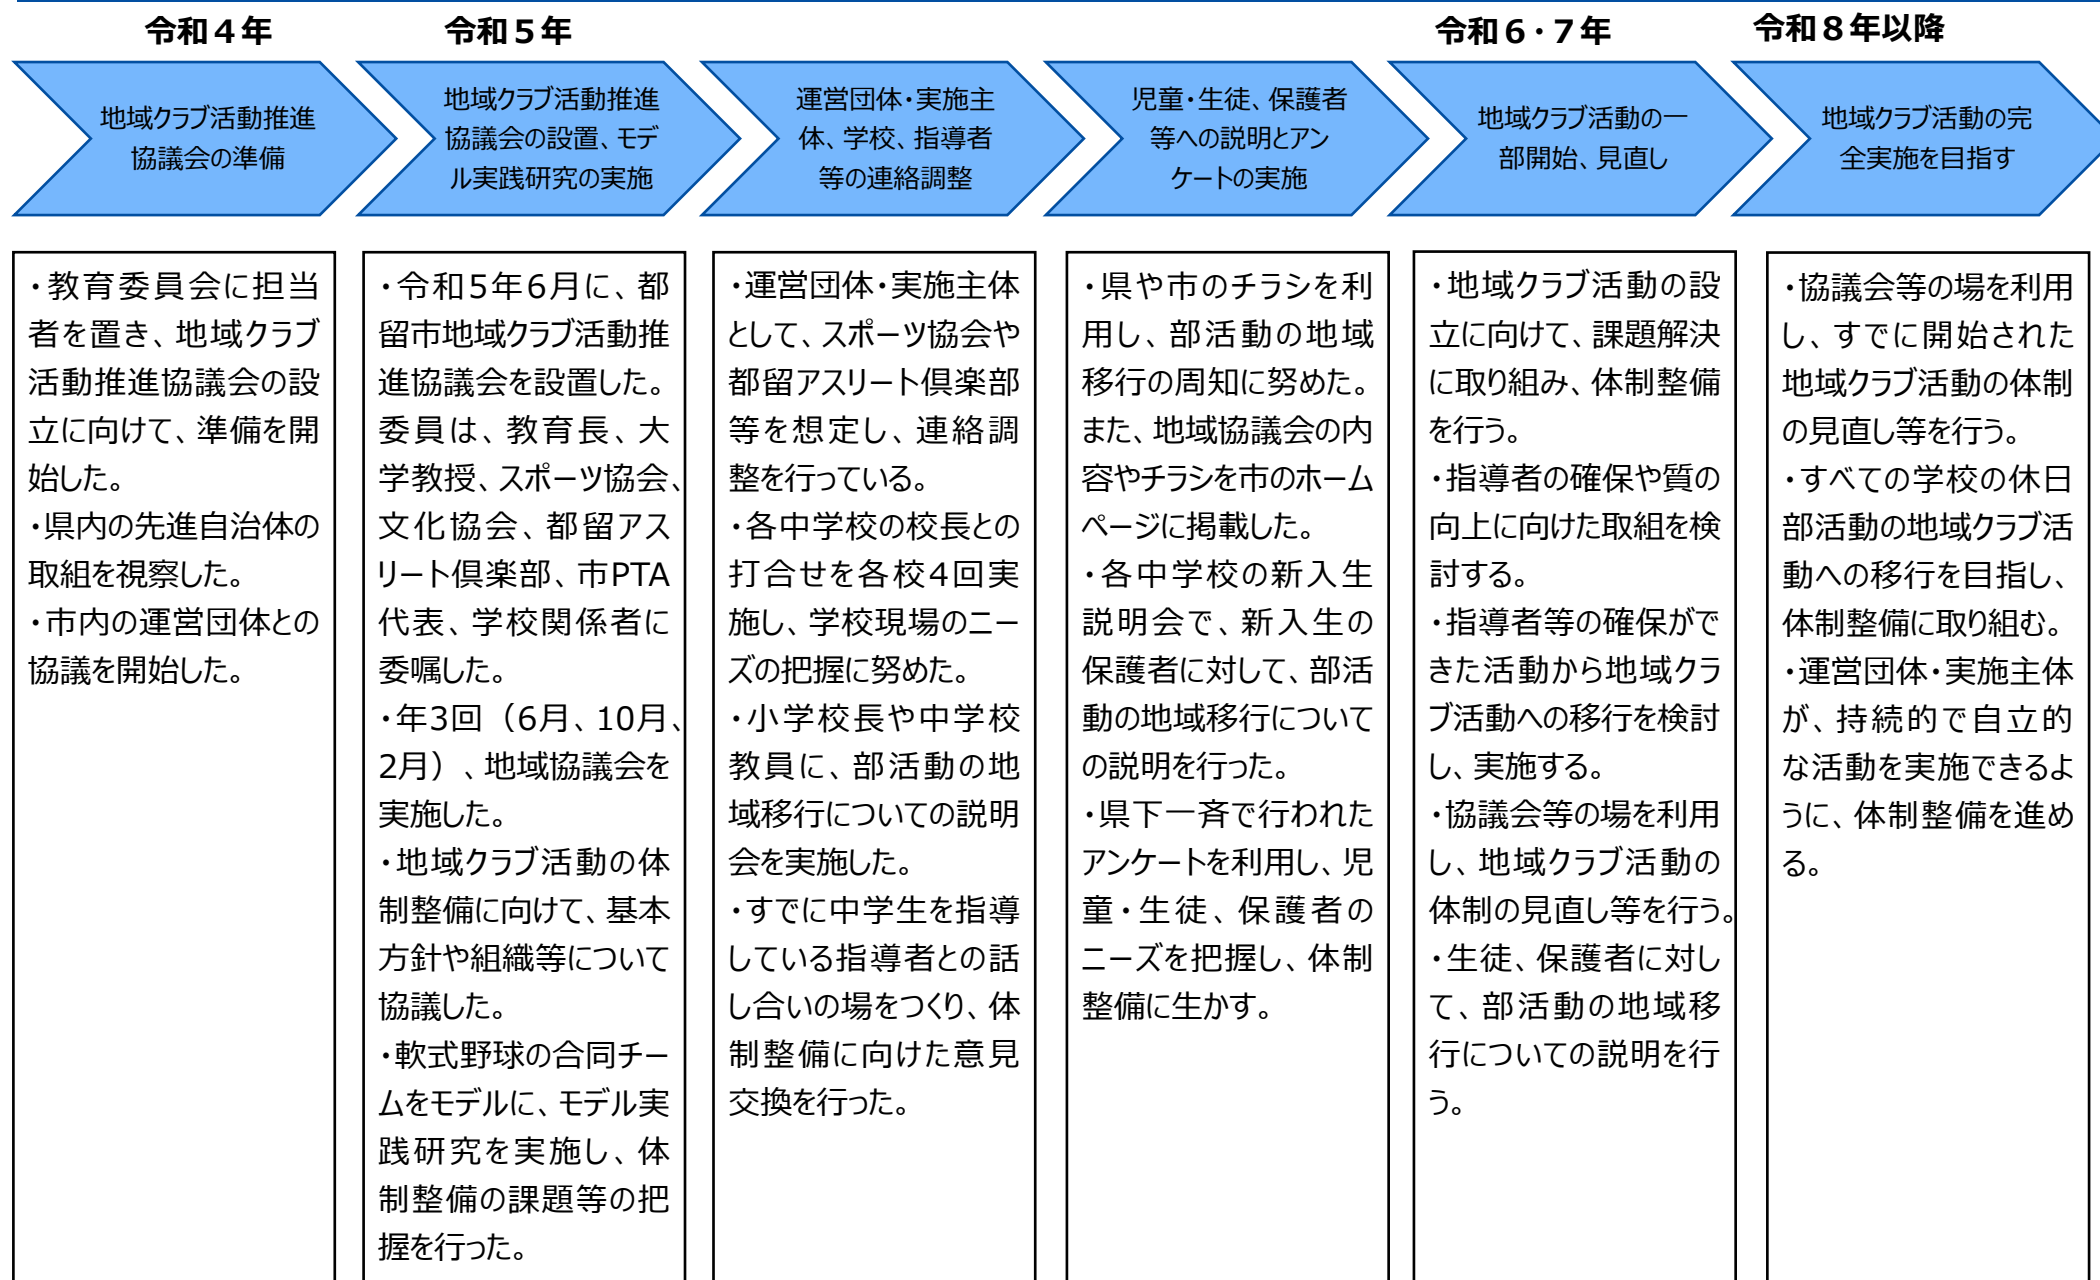 令和４年
令和５年
令和６・７年
令和８年以降
地域クラブ活動推進
協議会の準備
地域クラブ活動推進
協議会の設置、モデ
ル実践研究の実施
運営団体・実施主
体、学校、指導者
等の連絡調整
児童・生徒、保護者
等への説明とアン
ケートの実施
地域クラブ活動の一
部開始、見直し
地域クラブ活動の完
全実施を目指す
・教育委員会に担当
者を置き、地域クラブ
活動推進協議会の設
立に向けて、準備を開
始した。
・県内の先進自治体の
取組を視察した。
・市内の運営団体との
協議を開始した。
・令和5年6月に、都
留市地域クラブ活動推
進協議会を設置した。
委員は、教育長、大
学教授、スポーツ協会、
文化協会、都留アス
リート倶楽部、市PTA
代表、学校関係者に
委嘱した。
・年3回（6月、10月、
2月）、地域協議会を
実施した。
・地域クラブ活動の体
制整備に向けて、基本
方針や組織等について
協議した。
・軟式野球の合同チー
ムをモデルに、モデル実
践研究を実施し、体
制整備の課題等の把
握を行った。
・運営団体・実施主体
として、スポーツ協会や
都留アスリート倶楽部
等を想定し、連絡調
整を行っている。
・各中学校の校長との
打合せを各校4回実
施し、学校現場のニー
ズの把握に努めた。
・小学校長や中学校
教員に、部活動の地
域移行についての説明
会を実施した。
・すでに中学生を指導
している指導者との話
し合いの場をつくり、体
制整備に向けた意見
交換を行った。
・県や市のチラシを利
用し、部活動の地域
移行の周知に努めた。
また、地域協議会の内
容やチラシを市のホーム
ページに掲載した。
・各中学校の新入生
説明会で、新入生の
保護者に対して、部活
動の地域移行について
の説明を行った。
・県下一斉で行われた
アンケートを利用し、児
童・生徒、保護者の
ニーズを把握し、体制
整備に生かす。
・地域クラブ活動の設
立に向けて、課題解決
に取り組み、体制整備
を行う。
・指導者の確保や質の
向上に向けた取組を検
討する。
・指導者等の確保がで
きた活動から地域クラ
ブ活動への移行を検討
し、実施する。
・協議会等の場を利用
し、地域クラブ活動の
体制の見直し等を行う。
・生徒、保護者に対し
て、部活動の地域移
行についての説明を行
う。
・協議会等の場を利用
し、すでに開始された
地域クラブ活動の体制
の見直し等を行う。
・すべての学校の休日
部活動の地域クラブ活
動への移行を目指し、
体制整備に取り組む。
・運営団体・実施主体
が、持続的で自立的
な活動を実施できるよ
うに、体制整備を進め
る。